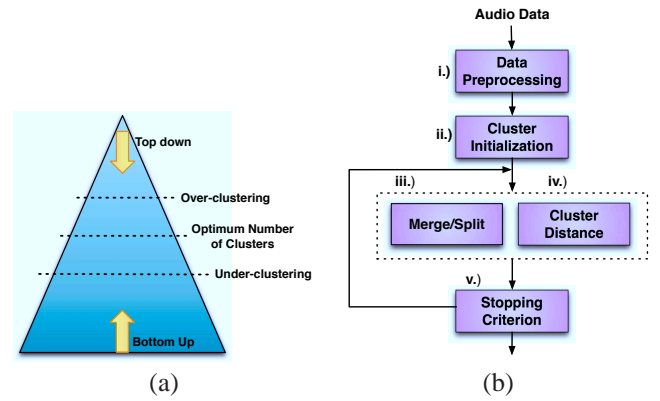 Top down
Over-clustering
Optimum Number
of Clusters
Under-clustering
Bottom Up
(a)
Audio Data
i.)
Data
Preprocessing
ii.)
Cluster
Initialization
iii.)
iv.)
Merge/Split
Cluster
Distance
v.)
Stopping
Criterion
(b)